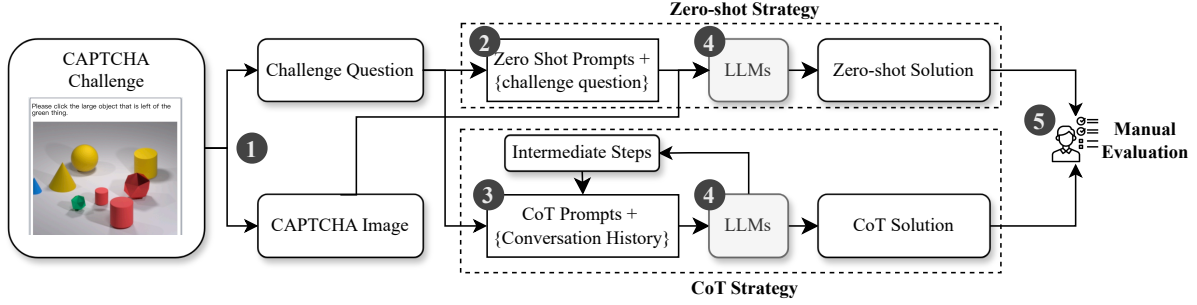 Zero-shot Strategy
CAPTCHA
Challenge
Please click the large object that is left of the
green thing.
1
Challenge Question
CAPTCHA Image
2
Zero Shot Prompts +
{challenge question}
4
LLMs
Zero-shot Solution
Intermediate Steps
3
CoT Prompts +
{Conversation History}
4
LLMs
CoT Solution
CoT Strategy
5
Manual
Evaluation